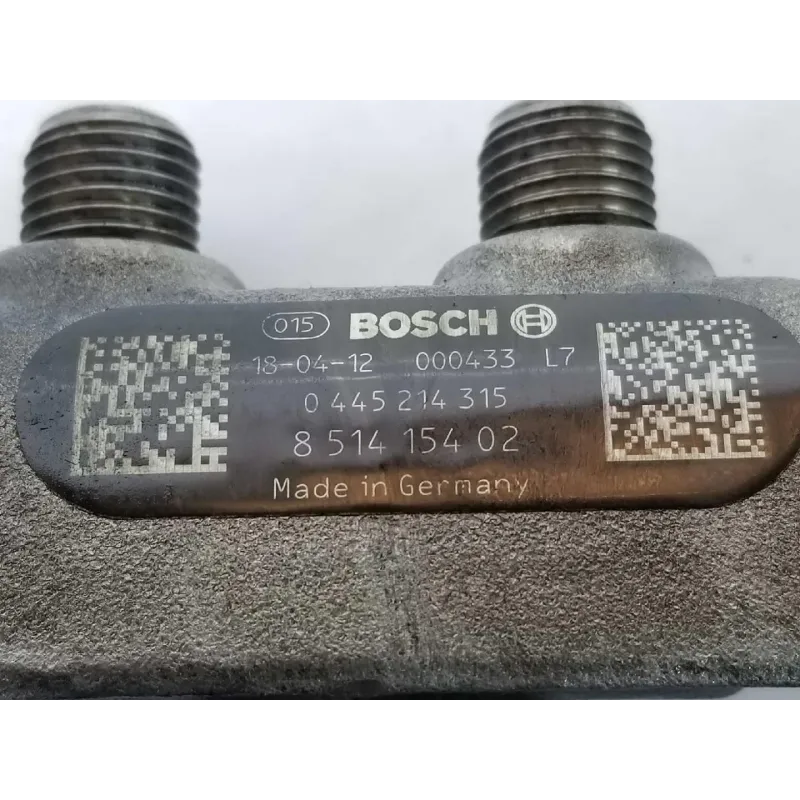 015 BOSCH
18-04-12 000433 L7
0 445 214 315
8 514 154 02
Made in Germany